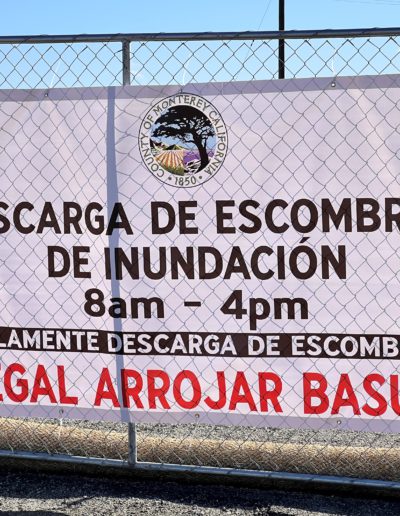 COUNTY OF MONTEREY CALIFORNIA
1850
SCARGA DE ESCOMBR
DE INUNDACIÓN
8am – 4pm
LAMENTE DESCARGA DE ESCOMB
EGAL ARROJAR BASU